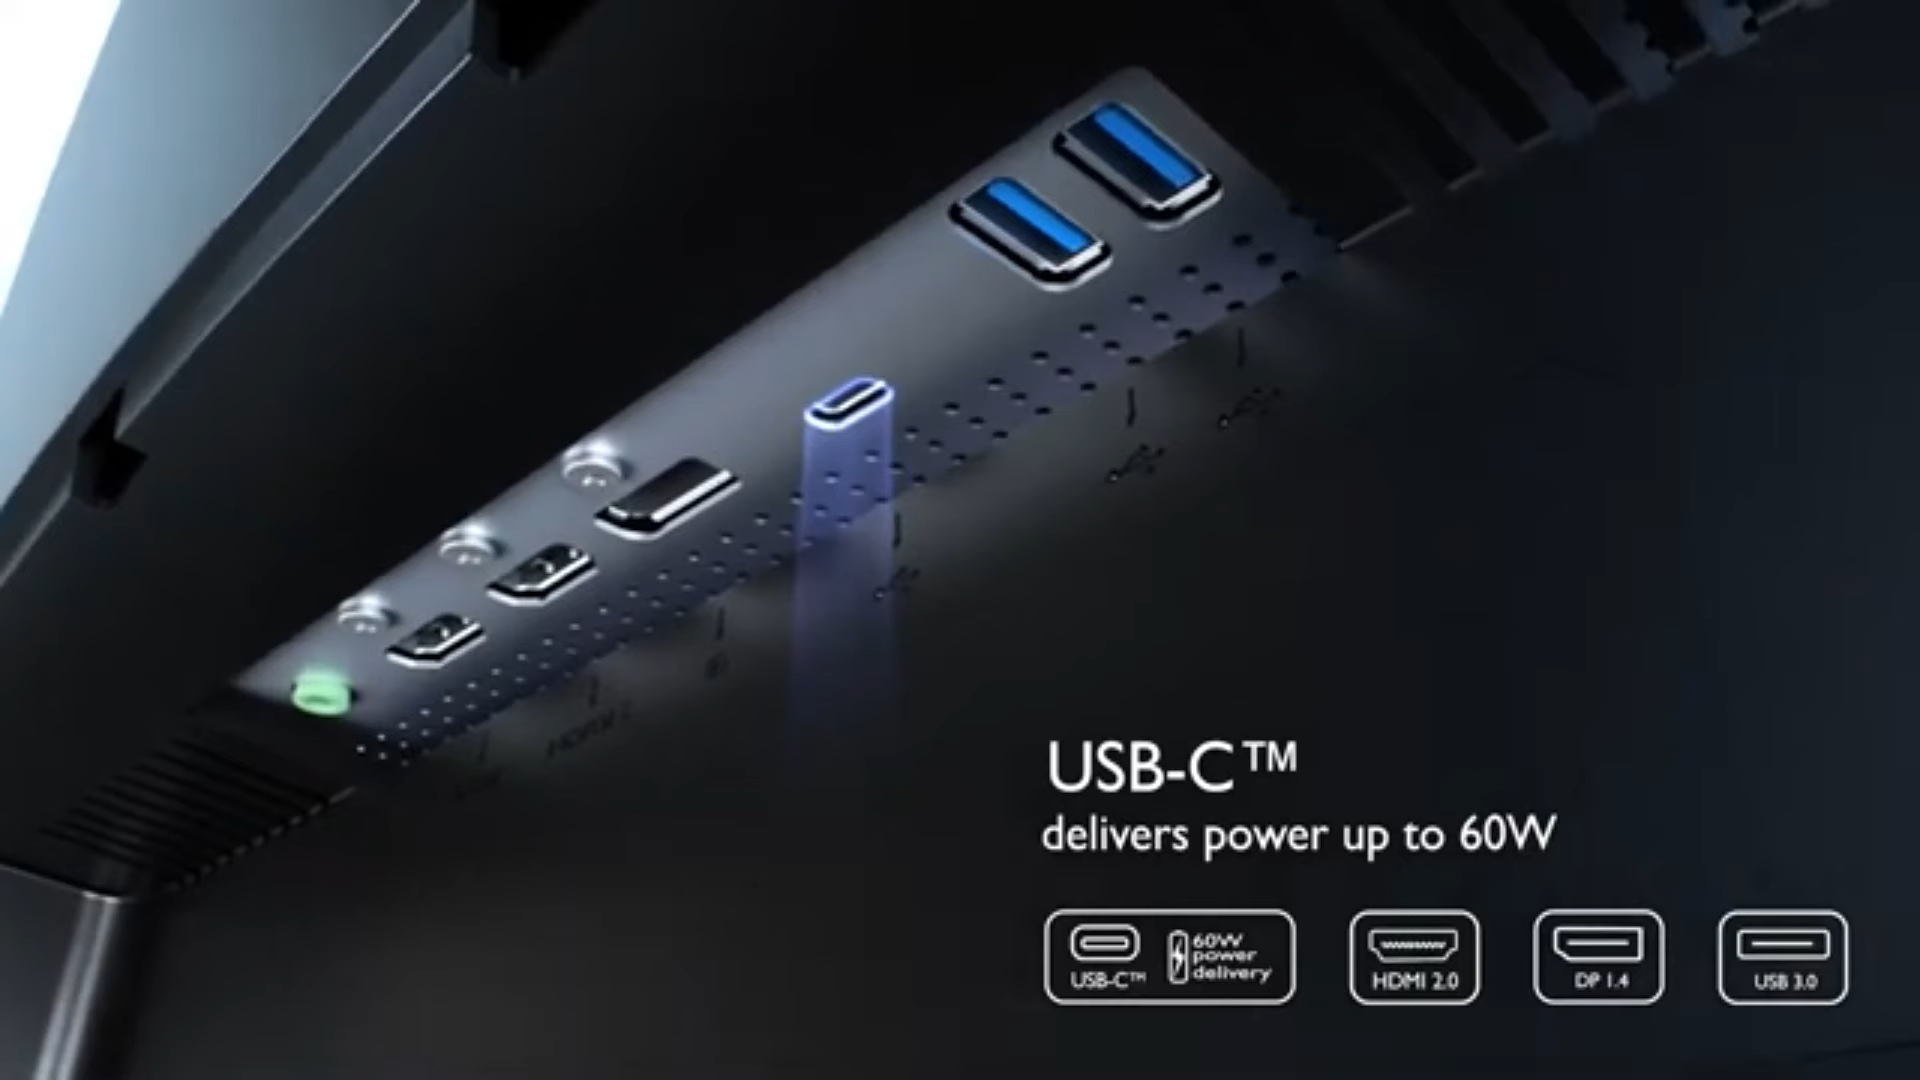 USB-C™
delivers power up to 60W
USB-C™
60W
power
delivery
HDMI 2.0
DP 1.4
USB 3.0